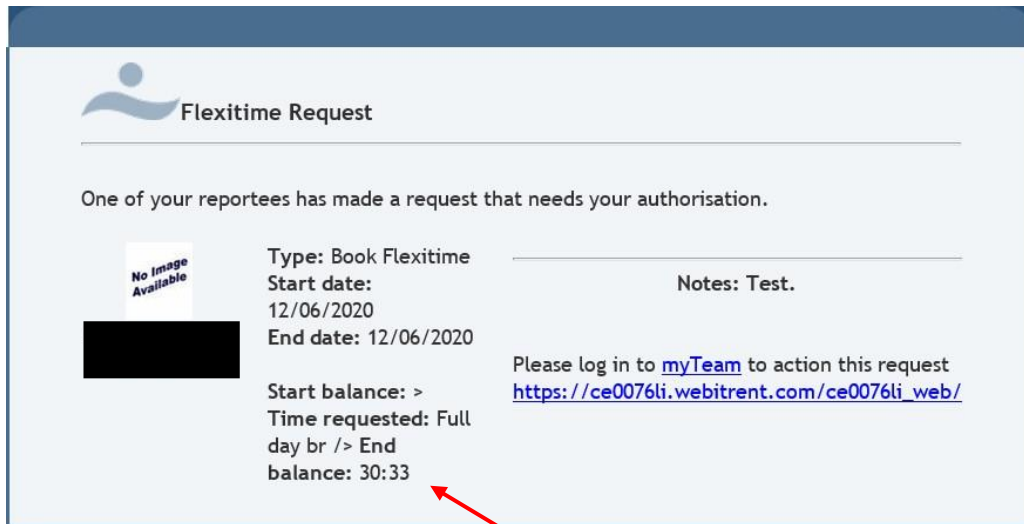 Flexitime Request
One of your reportees has made a request that needs your authorisation.
No Image
Available
Type: Book Flexitime
Start date:
12/06/2020
End date: 12/06/2020
Start balance: >
Time requested: Full
day br /> End
balance: 30:33
Notes: Test.
Please log in to myTeam to action this request
https://ce0076li.webitrent.com/ce0076li_web/